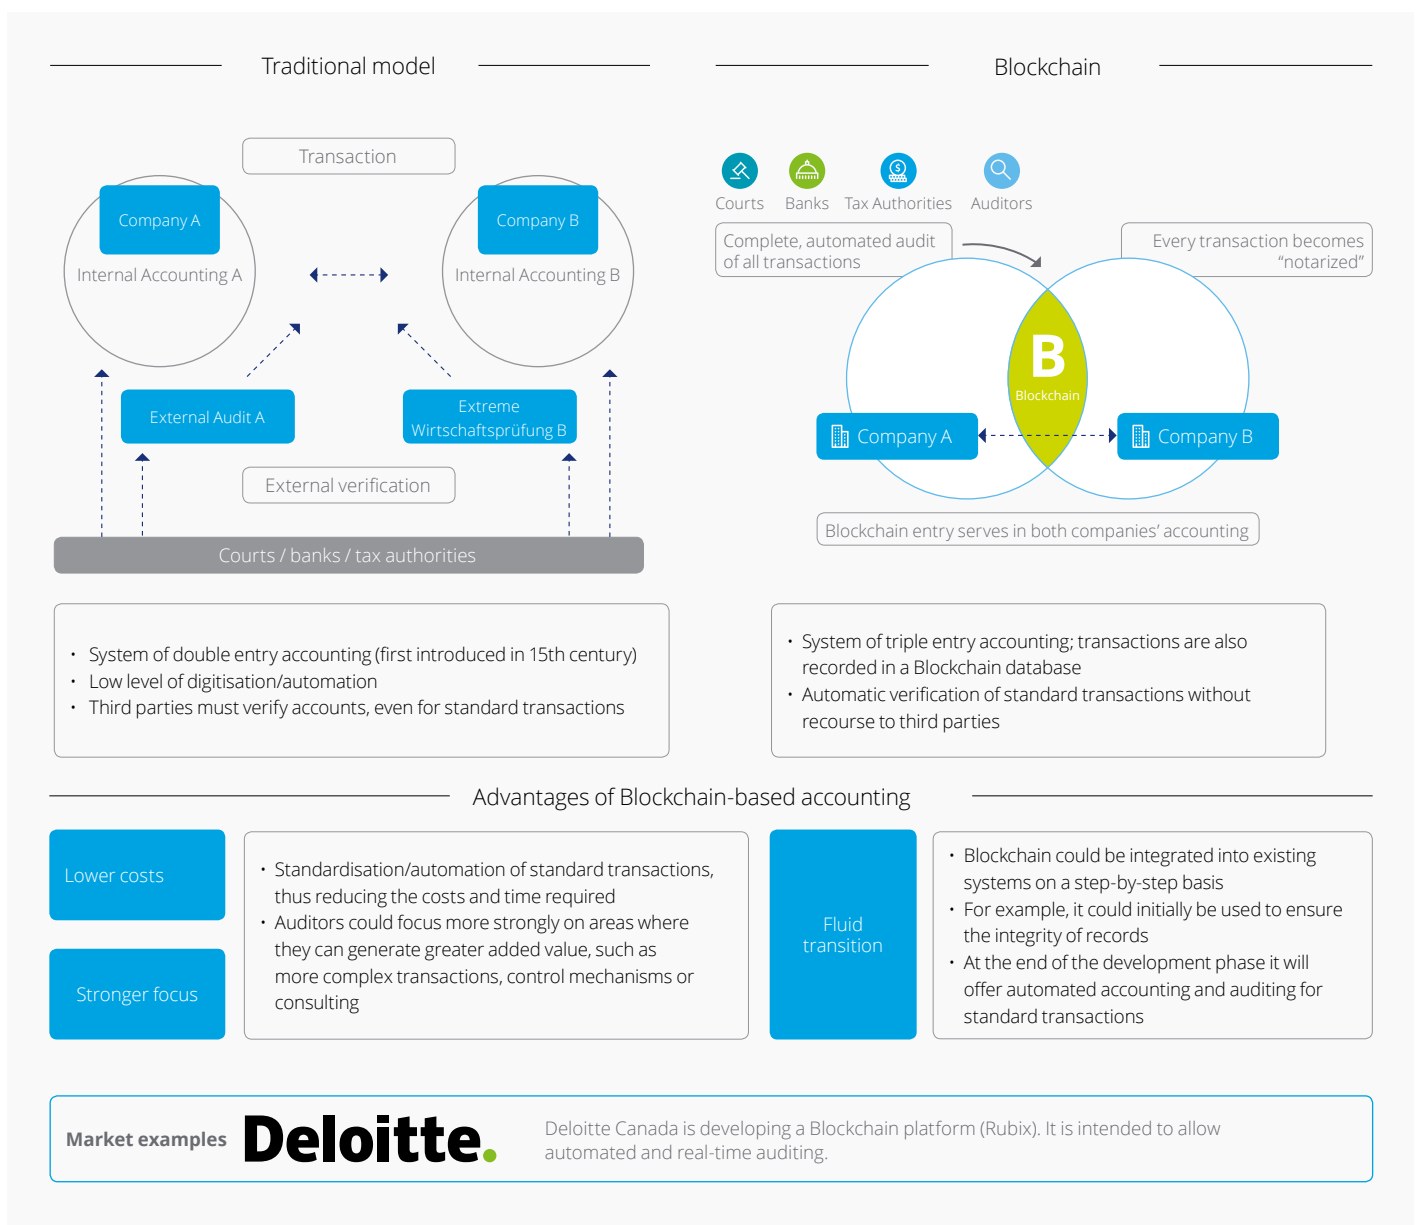 Traditional model
Transaction
Company A
Internal Accounting A
Company B
Internal Accounting B
External Audit A
Extreme
Wirtschaftsprüfung B
External verification
Courts / banks / tax authorities
• System of double entry accounting (first introduced in 15th century)
• Low level of digitisation/automation
• Third parties must verify accounts, even for standard transactions
Blockchain
$
Courts
Banks
Tax Authorities
Auditors
Complete, automated audit
of all transactions
Every transaction becomes
“notarized”
B
Blockchain
Company A
Company B
Blockchain entry serves in both companies’ accounting
• System of triple entry accounting; transactions are also
recorded in a Blockchain database
• Automatic verification of standard transactions without
recourse to third parties
Advantages of Blockchain-based accounting
Lower costs
Stronger focus
• Standardisation/automation of standard transactions,
thus reducing the costs and time required
• Auditors could focus more strongly on areas where
they can generate greater added value, such as
more complex transactions, control mechanisms or
consulting
Fluid
transition
• Blockchain could be integrated into existing
systems on a step-by-step basis
• For example, it could initially be used to ensure
the integrity of records
• At the end of the development phase it will
offer automated accounting and auditing for
standard transactions
Market examples
Deloitte.
Deloitte Canada is developing a Blockchain platform (Rubix). It is intended to allow
automated and real-time auditing.